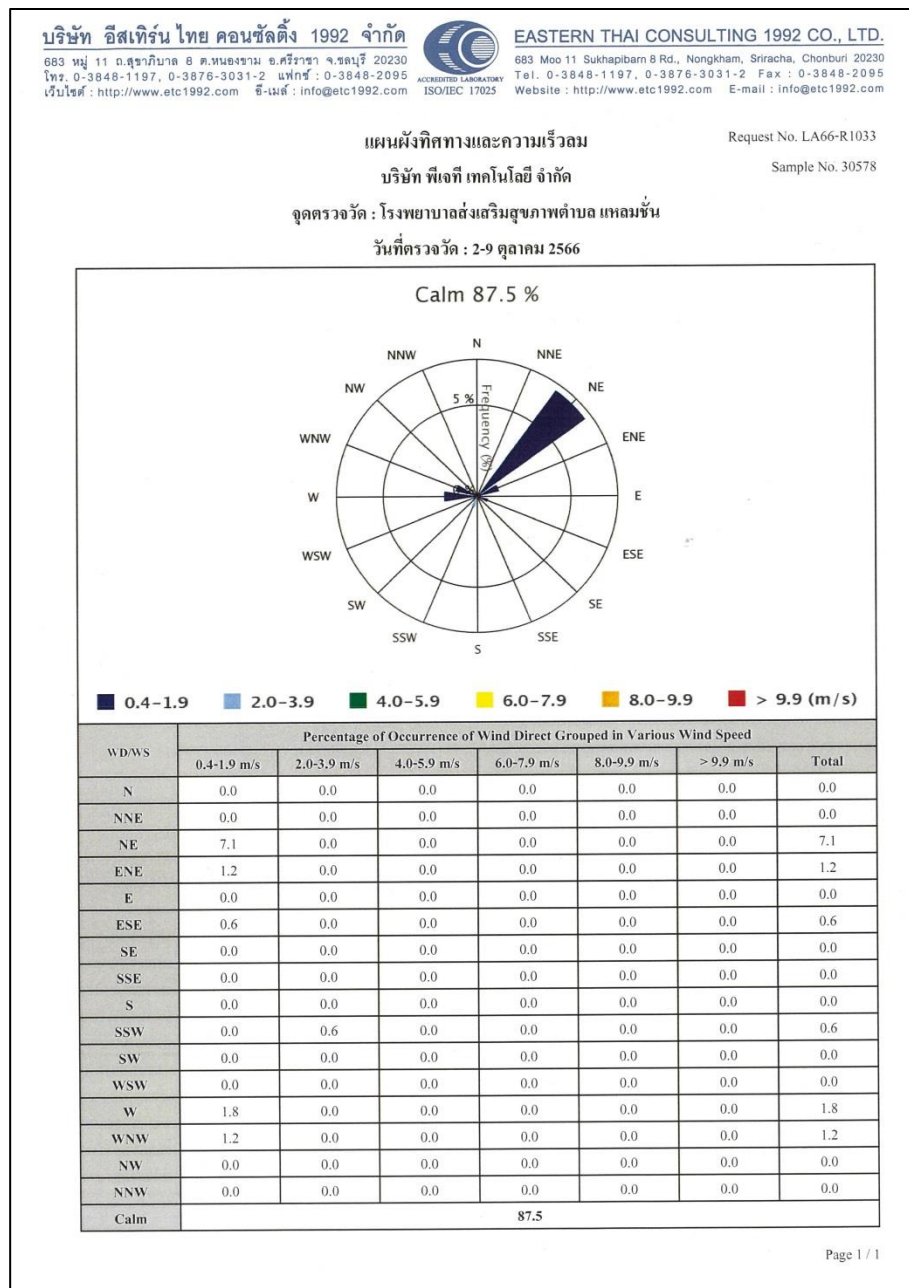 บริษัท อีสเทิร์น ไทย คอนซัลติ้ง 1992 จำกัด
683 หมู่ 11 ถ.สุขาภิบาล 8 ต.หนองขาม อ.ศรีราชา จ.ชลบุรี 20230
โทร. 0-3848-1197, 0-3876-3031-2 แฟกซ์ : 0-3848-2095
เว็บไซต์ : http://www.etc1992.com อี-เมล์ : info@etc1992.com
ACCREDITED LABORATORY
ISO/IEC 17025
EASTERN THAI CONSULTING 1992 CO., LTD.
683 Moo 11 Sukhapibarn 8 Rd., Nongkham, Sriracha, Chonburi 20230
Tel. 0-3848-1197, 0-3876-3031-2 Fax : 0-3848-2095
Website : http://www.etc1992.com E-mail : info@etc1992.com
แผนผังทิศทางและความเร็วลม
Request No. LA66-R1033
บริษัท พีเจที เทคโนโลยี จำกัด
Sample No. 30578
จุดตรวจวัด : โรงพยาบาลส่งเสริมสุขภาพตำบล แหลมชั่น
วันที่ตรวจวัด : 2-9 ตุลาคม 2566
Calm 87.5 %
N
NNW NNE
NW NE
5 %
Frequency (%)
WNW ENE
W E
WSW ESE
SW SE
SSW SSE
S
0.4-1.9 2.0-3.9 4.0-5.9 6.0-7.9 8.0-9.9 > 9.9 (m/s)
WD/WS Percentage of Occurrence of Wind Direct Grouped in Various Wind Speed
0.4-1.9 m/s 2.0-3.9 m/s 4.0-5.9 m/s 6.0-7.9 m/s 8.0-9.9 m/s > 9.9 m/s Total
N 0.0 0.0 0.0 0.0 0.0 0.0 0.0
NNE 0.0 0.0 0.0 0.0 0.0 0.0 0.0
NE 7.1 0.0 0.0 0.0 0.0 0.0 7.1
ENE 1.2 0.0 0.0 0.0 0.0 0.0 1.2
E 0.0 0.0 0.0 0.0 0.0 0.0 0.0
ESE 0.6 0.0 0.0 0.0 0.0 0.0 0.6
SE 0.0 0.0 0.0 0.0 0.0 0.0 0.0
SSE 0.0 0.0 0.0 0.0 0.0 0.0 0.0
S 0.0 0.0 0.0 0.0 0.0 0.0 0.0
SSW 0.0 0.6 0.0 0.0 0.0 0.0 0.6
SW 0.0 0.0 0.0 0.0 0.0 0.0 0.0
WSW 0.0 0.0 0.0 0.0 0.0 0.0 0.0
W 1.8 0.0 0.0 0.0 0.0 0.0 1.8
WNW 1.2 0.0 0.0 0.0 0.0 0.0 1.2
NW 0.0 0.0 0.0 0.0 0.0 0.0 0.0
NNW 0.0 0.0 0.0 0.0 0.0 0.0 0.0
Calm 87.5
Page 1 / 1